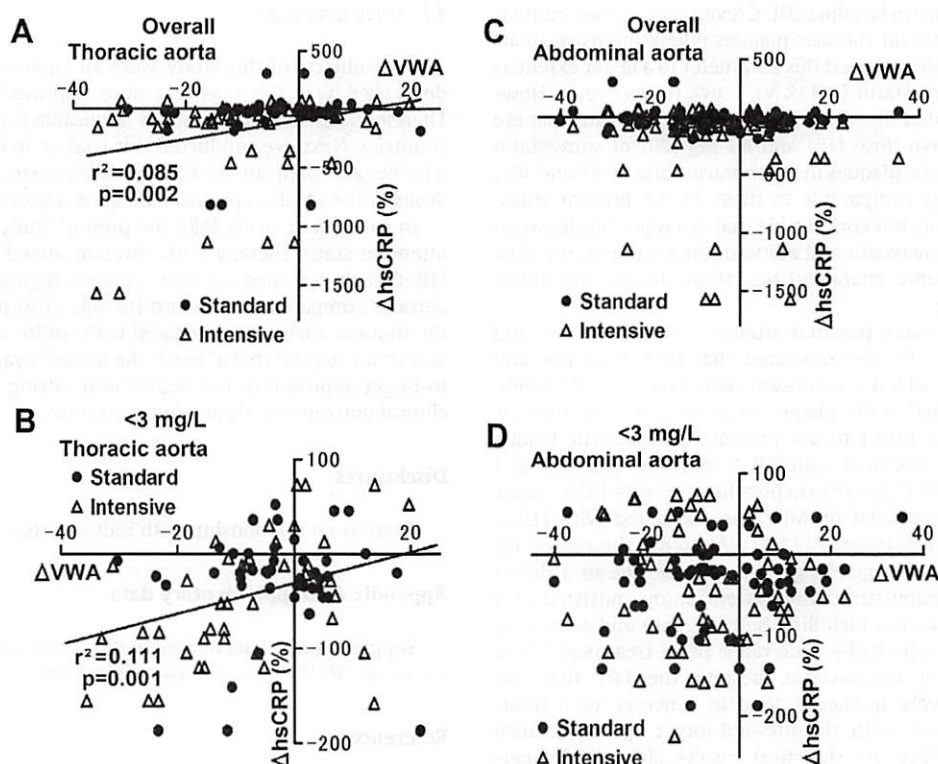 A
Overall
Thoracic aorta
500
ΔVWA
−40
−20
20
−500
r²=0.085
p=0.002
−1000
−1500
ΔhsCRP (%)
Standard
Intensive
B
<3 mg/L
Thoracic aorta
Standard
Intensive
100
−40
−20
20
ΔVWA
−100
r²=0.111
p=0.001
−200
ΔhsCRP (%)
C
Overall
Abdominal aorta
500
ΔVWA
−40
−20
20
40
−500
−1000
−1500
ΔhsCRP (%)
Standard
Intensive
D
<3 mg/L
Abdominal aorta
100
−40
−20
20
40
ΔVWA
−100
−200
ΔhsCRP (%)
Standard
Intensive